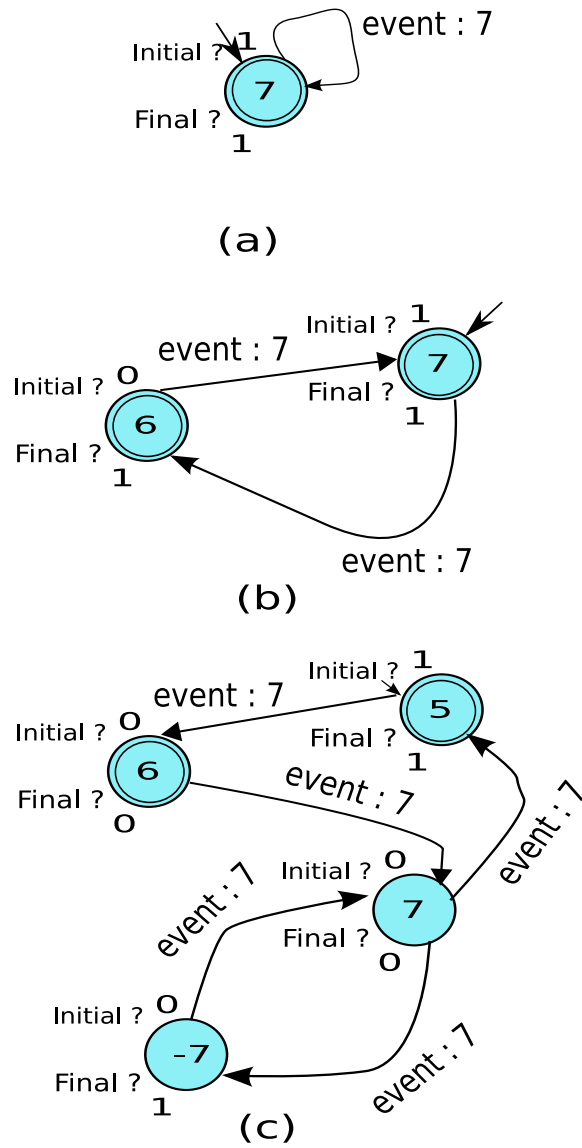 1
event : 7
Initial ?
7
Final ?
1
(a)
1
Initial ?
event : 7
7
0
Initial ?
Final ?
1
6
Final ?
1
event : 7
(b)
1
Initial ?
event : 7
5
0
Initial ?
Final ?
1
6
event : 7
Final ?
0
0
Initial ?
event : 7
7
event : 7
Final ?
0
0
Initial ?
-7
event : 7
Final ?
1
(c)